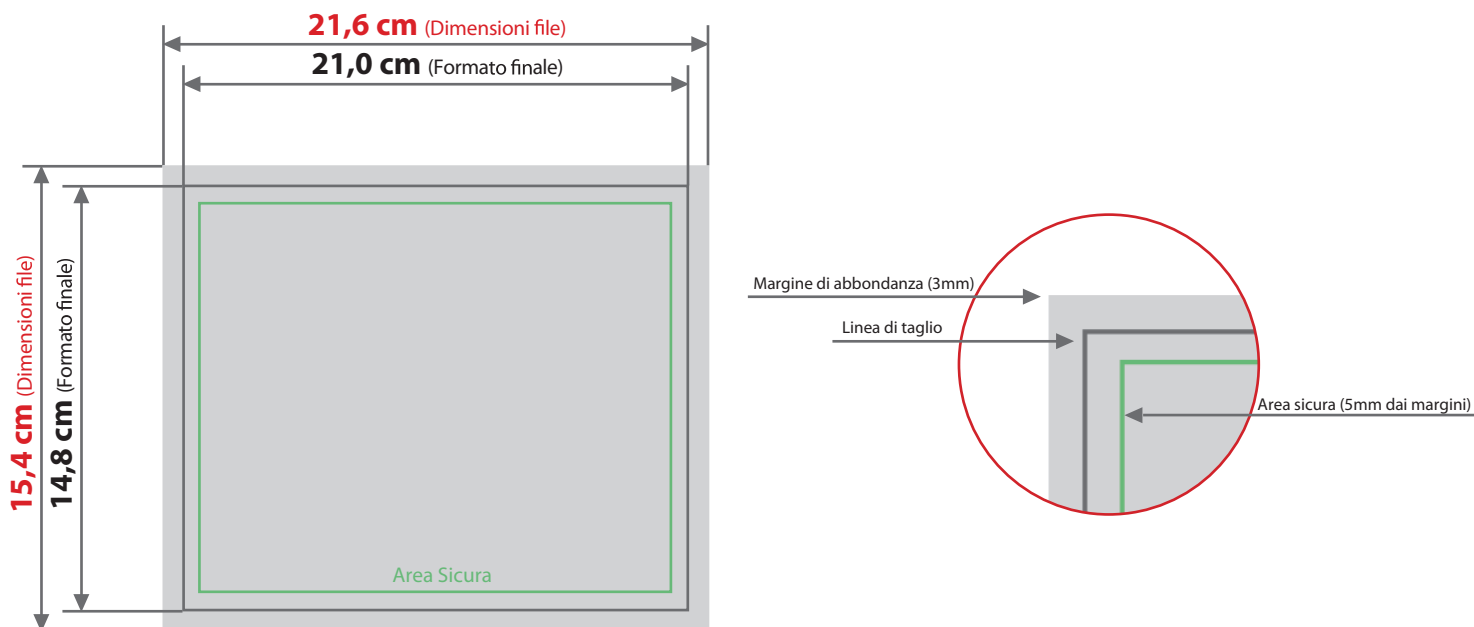 21,6 cm (Dimensioni file)
21,0 cm (Formato finale)
15,4 cm (Dimensioni file)
14,8 cm (Formato finale)
Area Sicura
Margine di abbondanza (3mm)
Linea di taglio
Area sicura (5mm dai margini)